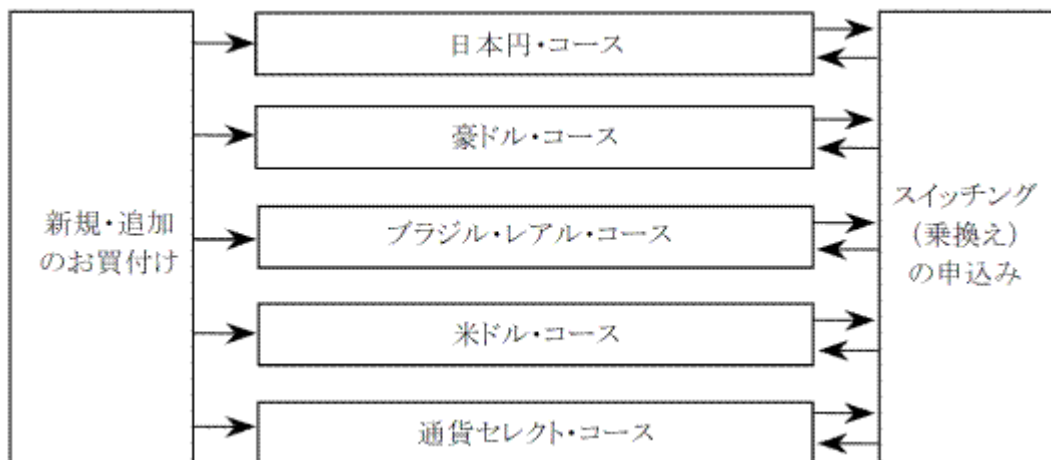 新規・追加
のお買付け
日本円・コース
豪ドル・コース
ブラジル・レアル・コース
米ドル・コース
通貨セレクト・コース
スイッチング
(乗換え)
の申込み